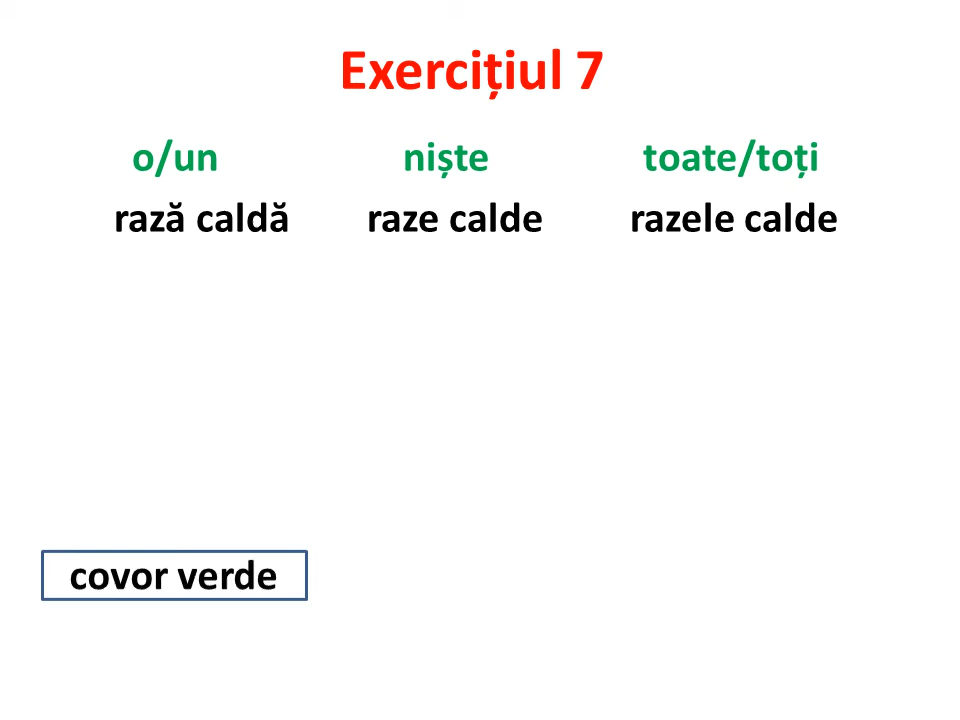 Exercițiul 7
o/un niște toate/toți
rază caldă raze calde razele calde
covor verde